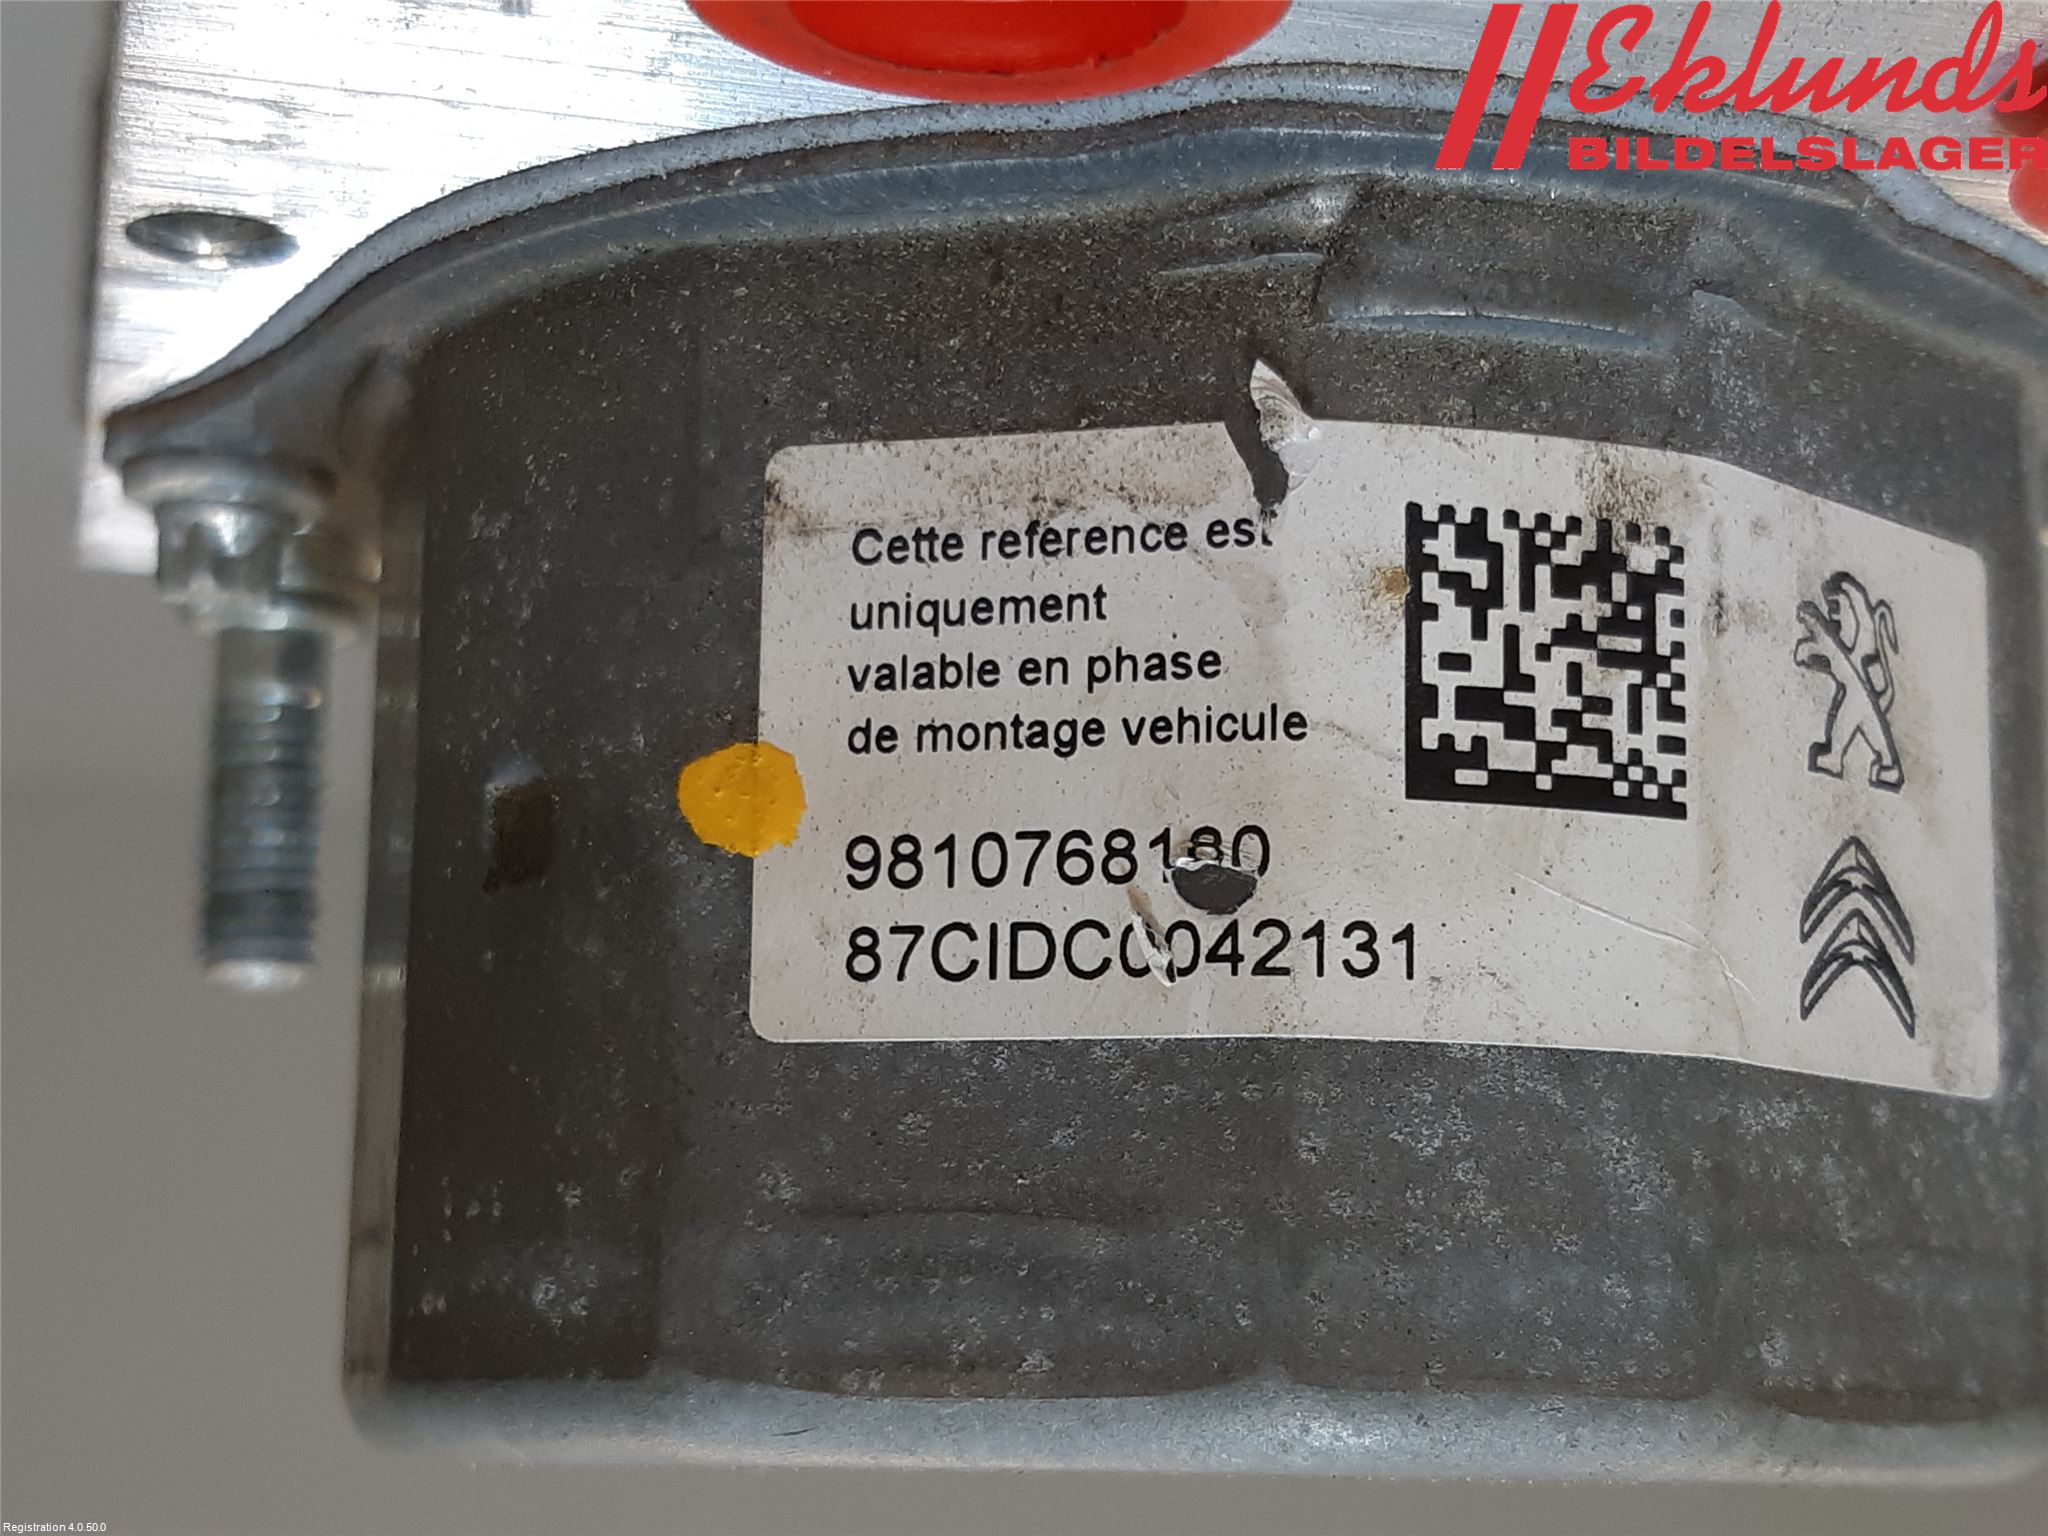 Eklunds
BILDELSLAGER
Cette reference est
uniquement
valable en phase
de montage vehicule
9810768180
87CIDC0042131
Registration 4.0.50.0